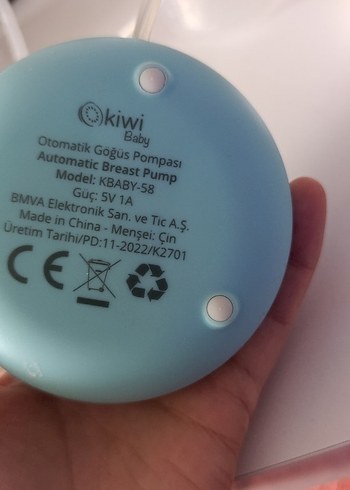 kiwi
Baby
Otomatik Göğüs Pompası
Automatic Breast Pump
Model: KBABY-58
Güç: 5V 1A
BMVA Elektronik San. ve Tic A.Ş.
Made in China - Menşei: Çin
Üretim Tarihi/PD:11-2022/K2701
CE